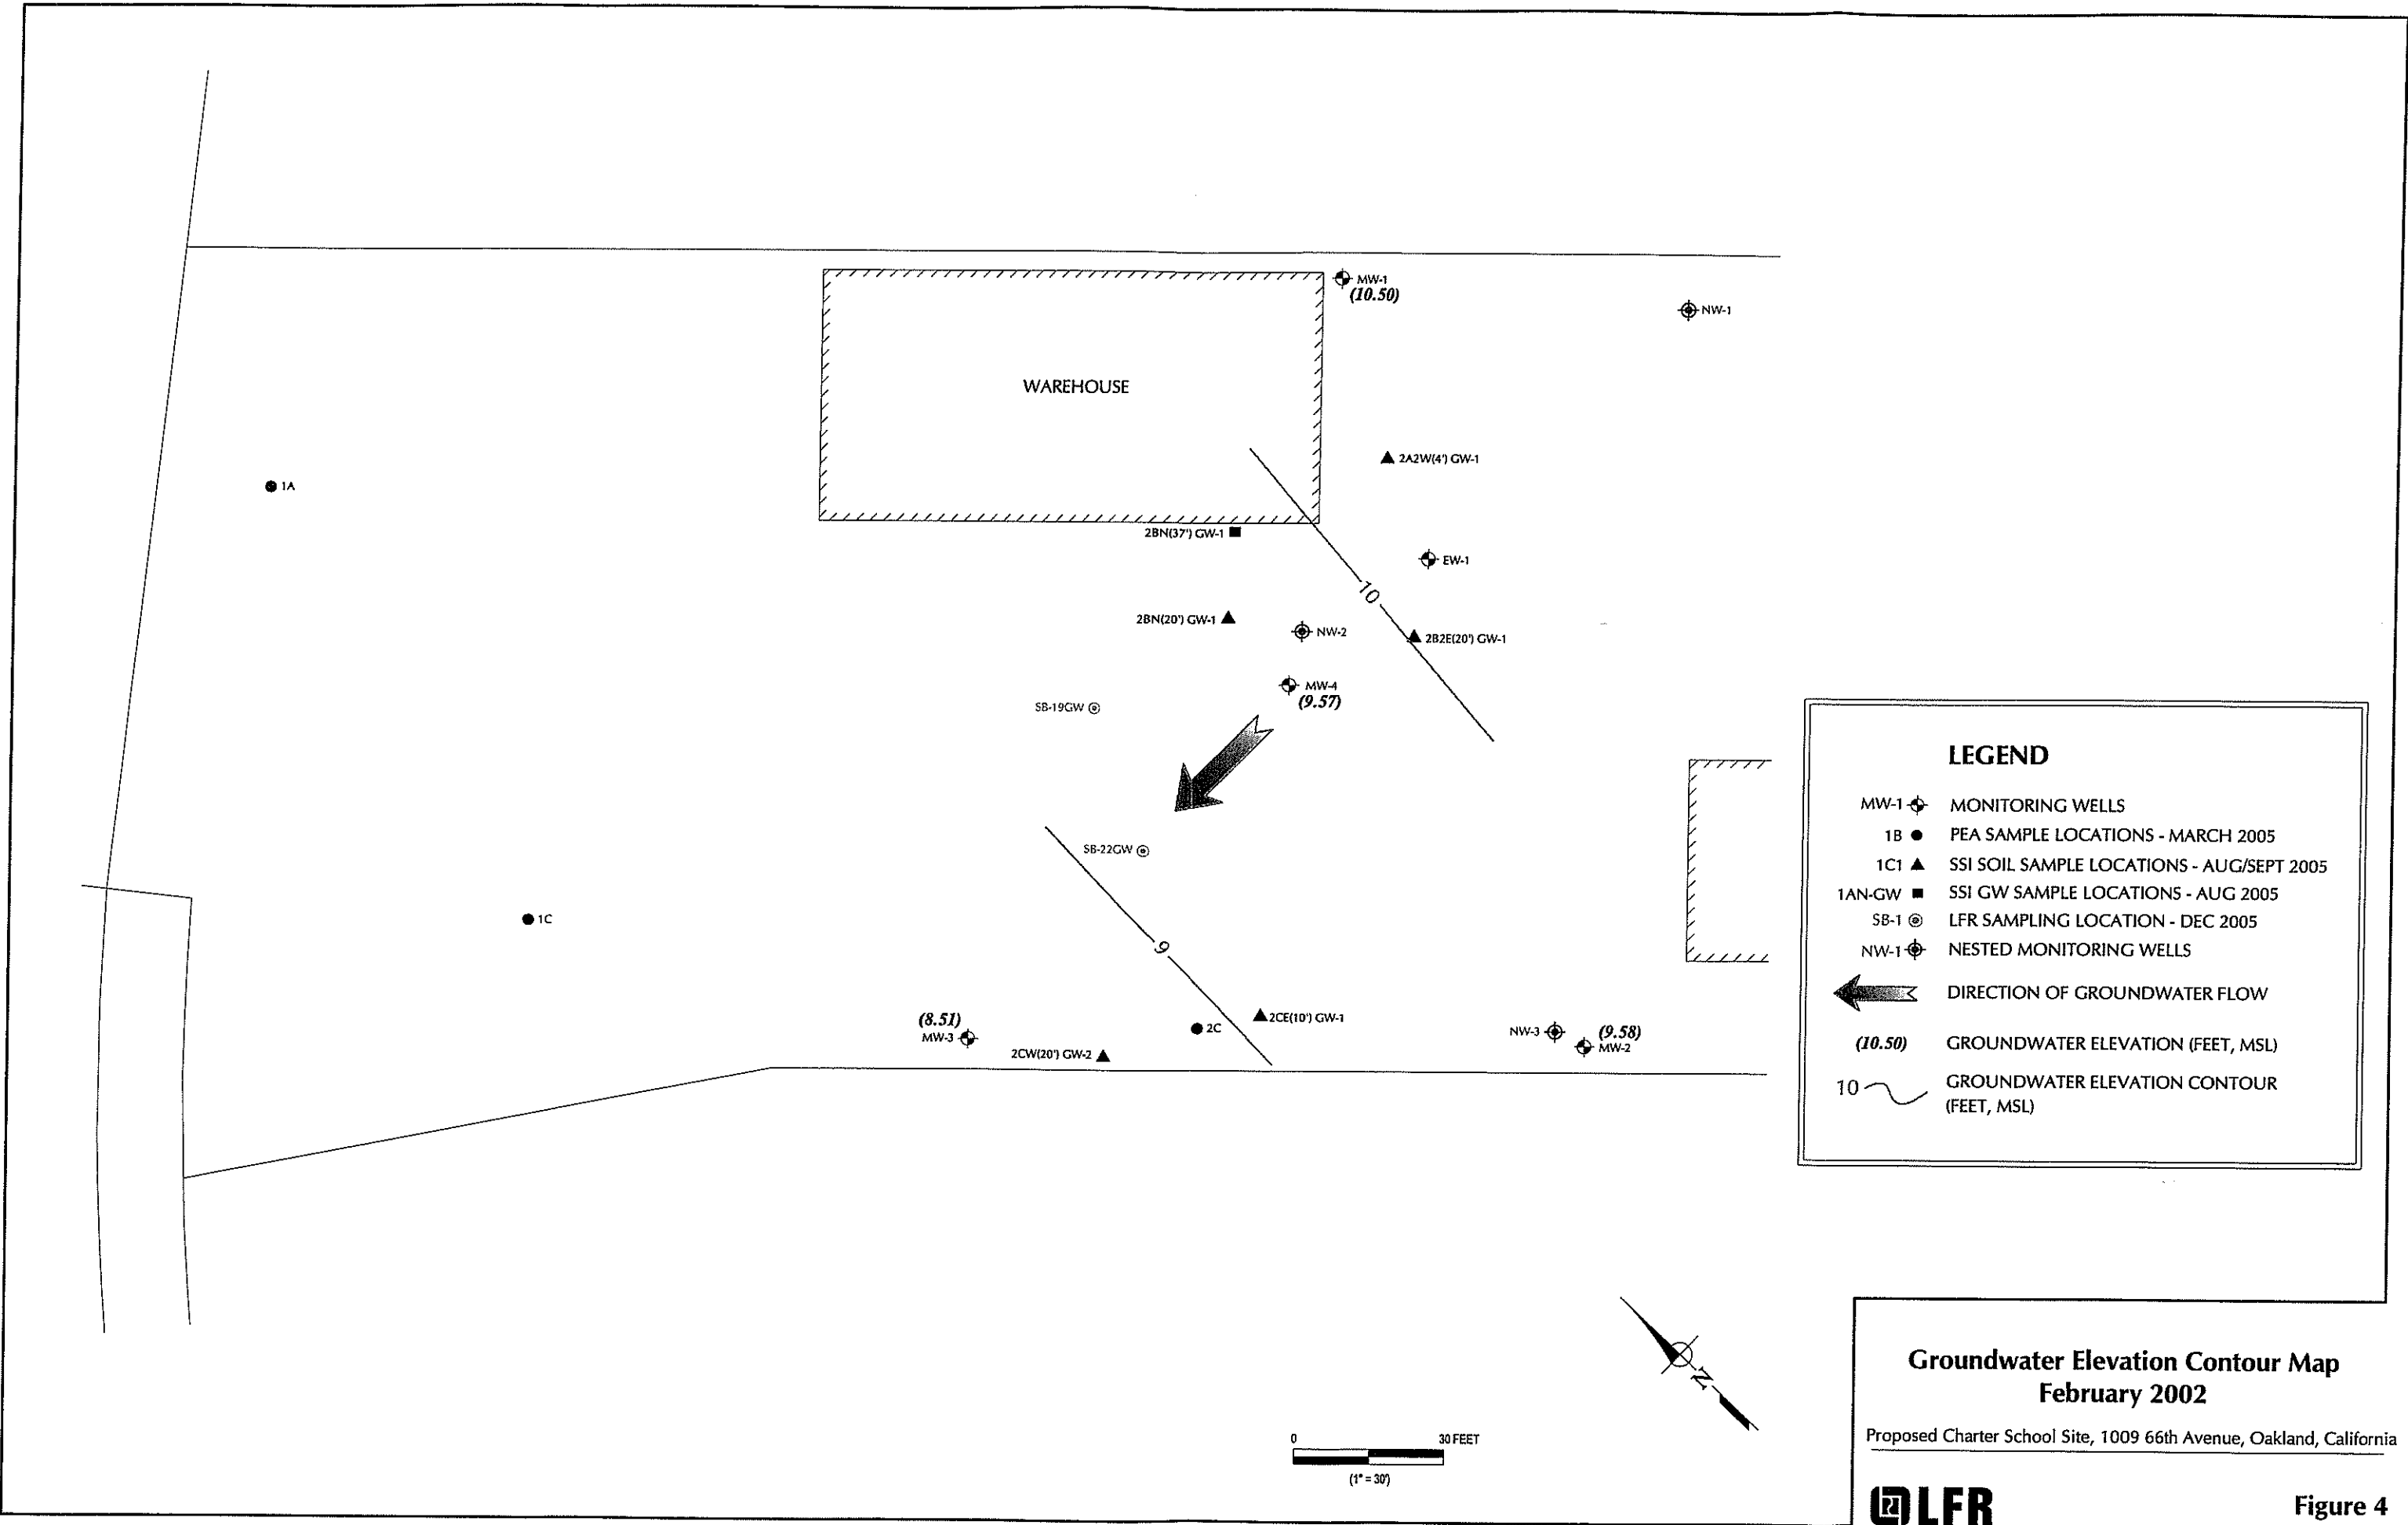 MW-1
(10.50)
NW-1
WAREHOUSE
2A2W(4') GW-1
1A
2BN(37') GW-1
EW-1
10
2BN(20') GW-1
NW-2
2B2E(20') GW-1
MW-4
(9.57)
SB-19GW
SB-22GW
1C
9
(8.51)
MW-3
2CW(20') GW-2
2C
2CE(10') GW-1
NW-3
(9.58)
MW-2
LEGEND
MW-1 MONITORING WELLS
1B PEA SAMPLE LOCATIONS - MARCH 2005
1C1 SSI SOIL SAMPLE LOCATIONS - AUG/SEPT 2005
1AN-GW SSI GW SAMPLE LOCATIONS - AUG 2005
SB-1 LFR SAMPLING LOCATION - DEC 2005
NW-1 NESTED MONITORING WELLS
DIRECTION OF GROUNDWATER FLOW
(10.50) GROUNDWATER ELEVATION (FEET, MSL)
10 GROUNDWATER ELEVATION CONTOUR
(FEET, MSL)
N
0 30 FEET
(1" = 30')
Groundwater Elevation Contour Map
February 2002
Proposed Charter School Site, 1009 66th Avenue, Oakland, California
LFR
Figure 4